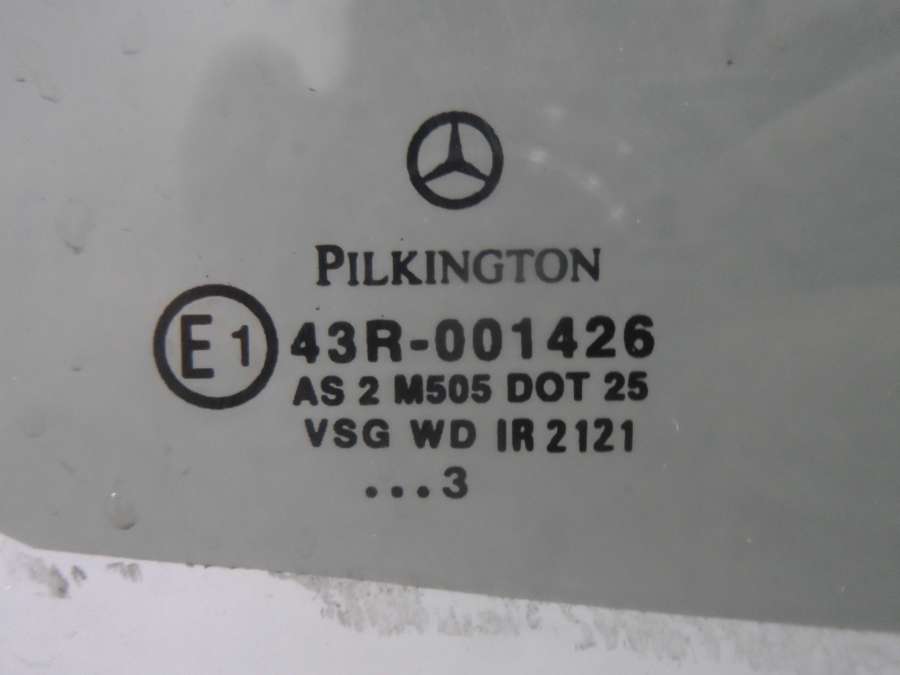 PILKINGTON
E1 43R-001426
AS 2 M505 DOT 25
VSG WD IR 2121
...3